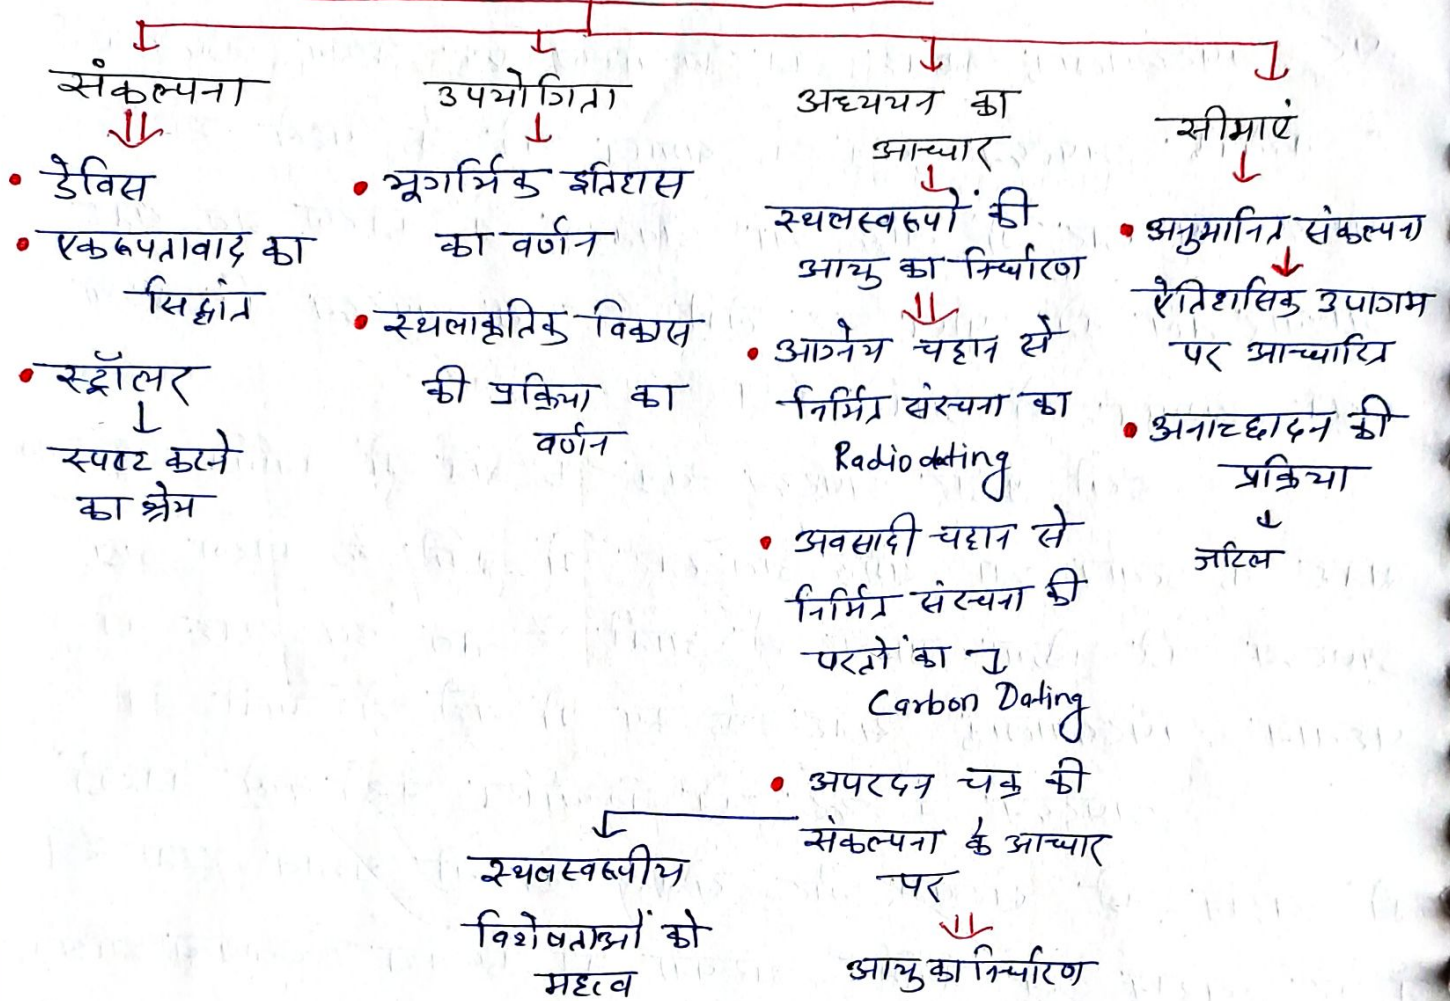 संकल्पना
डेविस
एकरूपतावाद का
सिद्धांत
स्ट्रॉलर
स्पष्ट करने
का श्रेय
उपयोगिता
भूगर्भिक इतिहास
का वर्णन
स्थलाकृतिक विकास
की प्रक्रिया का
वर्णन
अध्ययन का
आधार
स्थलस्वरूपों की
आयु का निर्धारण
आग्नेय चट्टान से
निर्मित संरचना का
Radiodating
अवसादी चट्टान से
निर्मित संरचना की
परतों का
Carbon Dating
अपरदन चक्र की
संकल्पना के आधार
पर
आयु का निर्धारण
स्थलस्वरूपीय
विशेषताओं को
महत्व
सीमाएं
अनुमानित संकल्पना
ऐतिहासिक उपागम
पर आधारित
अनाच्छादन की
प्रक्रिया
जटिल